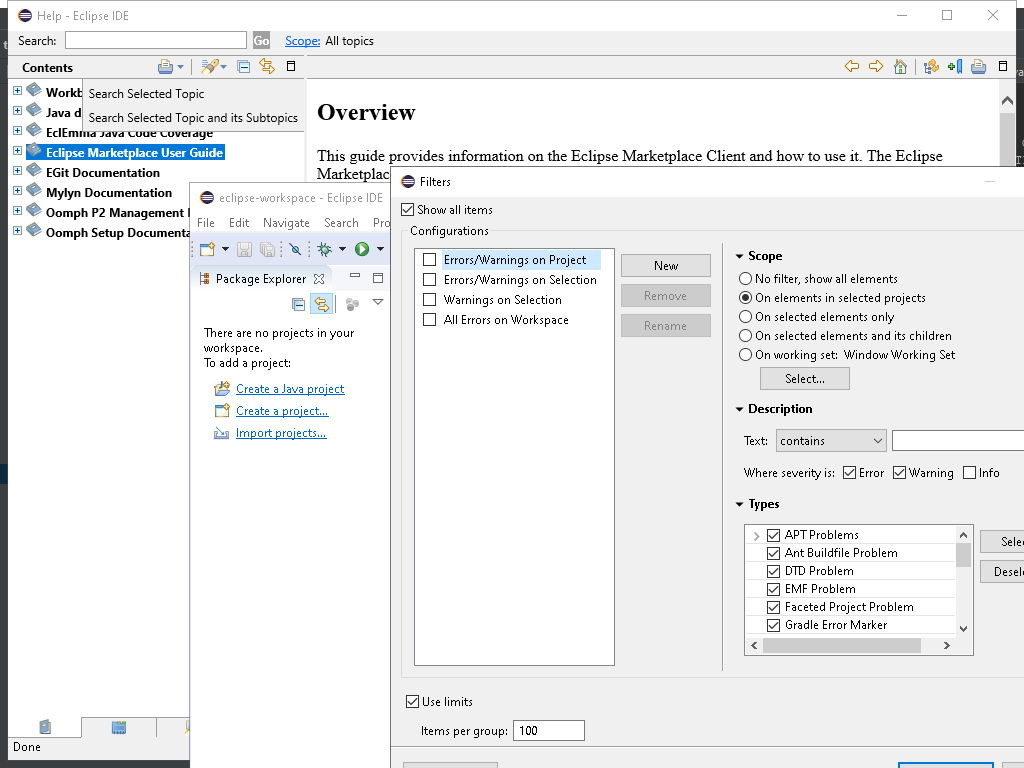 Help - Eclipse IDE
Search:
Go
Scope: All topics
Contents
Search Selected Topic
Search Selected Topic and its Subtopics
Java d
EclEmma Java Code Coverage
Eclipse Marketplace User Guide
EGit Documentation
Mylyn Documentation
Oomph P2 Management
Oomph Setup Documenta
Done
Overview
This guide provides information on the Eclipse Marketplace Client and how to use it. The Eclipse
Marketplac
eclipse-workspace - Eclipse IDE
File Edit Navigate Search Pro
Package Explorer
There are no projects in your
workspace.
To add a project:
Create a Java project
Create a project...
Import projects...
Filters
Show all items
Configurations
Errors/Warnings on Project
Errors/Warnings on Selection
Warnings on Selection
All Errors on Workspace
New
Remove
Rename
Scope
No filter, show all elements
On elements in selected projects
On selected elements only
On selected elements and its children
On working set: Window Working Set
Select...
Description
Text: contains
Where severity is: Error Warning Info
Types
APT Problems
Ant Buildfile Problem
DTD Problem
EMF Problem
Faceted Project Problem
Gradle Error Marker
Selec
Desele
Use limits
Items per group: 100